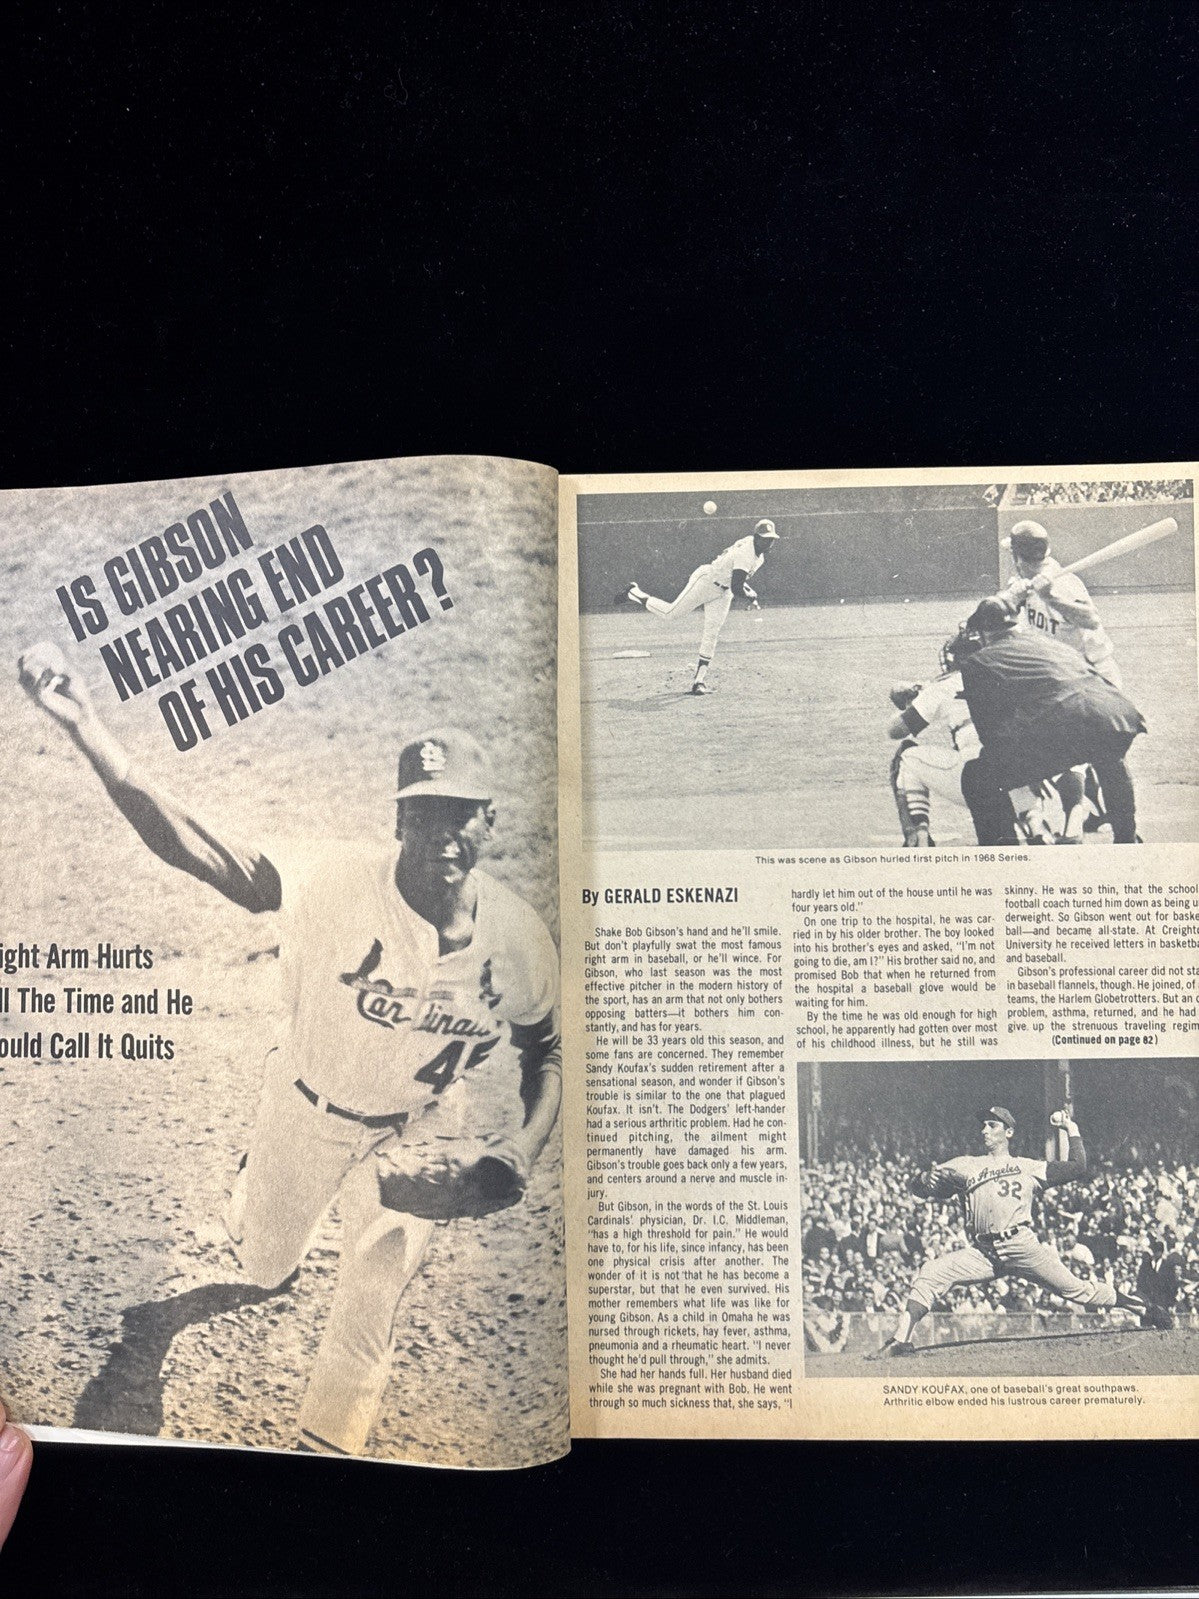 IS GIBSON
NEARING END
OF HIS CAREER?
ight Arm Hurts
ll The Time and He
ould Call It Quits
Cardinals
45
ROIT
This was scene as Gibson hurled first pitch in 1968 Series.
By GERALD ESKENAZI
Shake Bob Gibson's hand and he'll smile.
But don't playfully swat the most famous
right arm in baseball, or he'll wince. For
Gibson, who last season was the most
effective pitcher in the modern history of
the sport, has an arm that not only bothers
opposing batters—it bothers him con-
stantly, and has for years.
He will be 33 years old this season, and
some fans are concerned. They remember
Sandy Koufax's sudden retirement after a
sensational season, and wonder if Gibson's
trouble is similar to the one that plagued
Koufax. It isn't. The Dodgers' left-hander
had a serious arthritic problem. Had he con-
tinued pitching, the ailment might
permanently have damaged his arm.
Gibson's trouble goes back only a few years,
and centers around a nerve and muscle in-
jury.
But Gibson, in the words of the St. Louis
Cardinals' physician, Dr. I.C. Middleman,
"has a high threshold for pain." He would
have to, for his life, since infancy, has been
one physical crisis after another. The
wonder of it is not that he has become a
superstar, but that he even survived. His
mother remembers what life was like for
young Gibson. As a child in Omaha he was
nursed through rickets, hay fever, asthma,
pneumonia and a rheumatic heart. "I never
thought he'd pull through," she admits.
She had her hands full. Her husband died
while she was pregnant with Bob. He went
through so much sickness that, she says, "I
hardly let him out of the house until he was
four years old."
On one trip to the hospital, he was car-
ried in by his older brother. The boy looked
into his brother's eyes and asked, "I'm not
going to die, am I?" His brother said no, and
promised Bob that when he returned from
the hospital a baseball glove would be
waiting for him.
By the time he was old enough for high
school, he apparently had gotten over most
of his childhood illness, but he still was
skinny. He was so thin, that the school
football coach turned him down as being u
derweight. So Gibson went out for baske
ball—and became all-state. At Creighto
University he received letters in basketba
and baseball.
Gibson's professional career did not sta
in baseball flannels, though. He joined, of
teams, the Harlem Globetrotters. But an
problem, asthma, returned, and he had
give up the strenuous traveling regim
(Continued on page 82)
Los Angeles
32
SANDY KOUFAX, one of baseball's great southpaws.
Arthritic elbow ended his lustrous career prematurely.